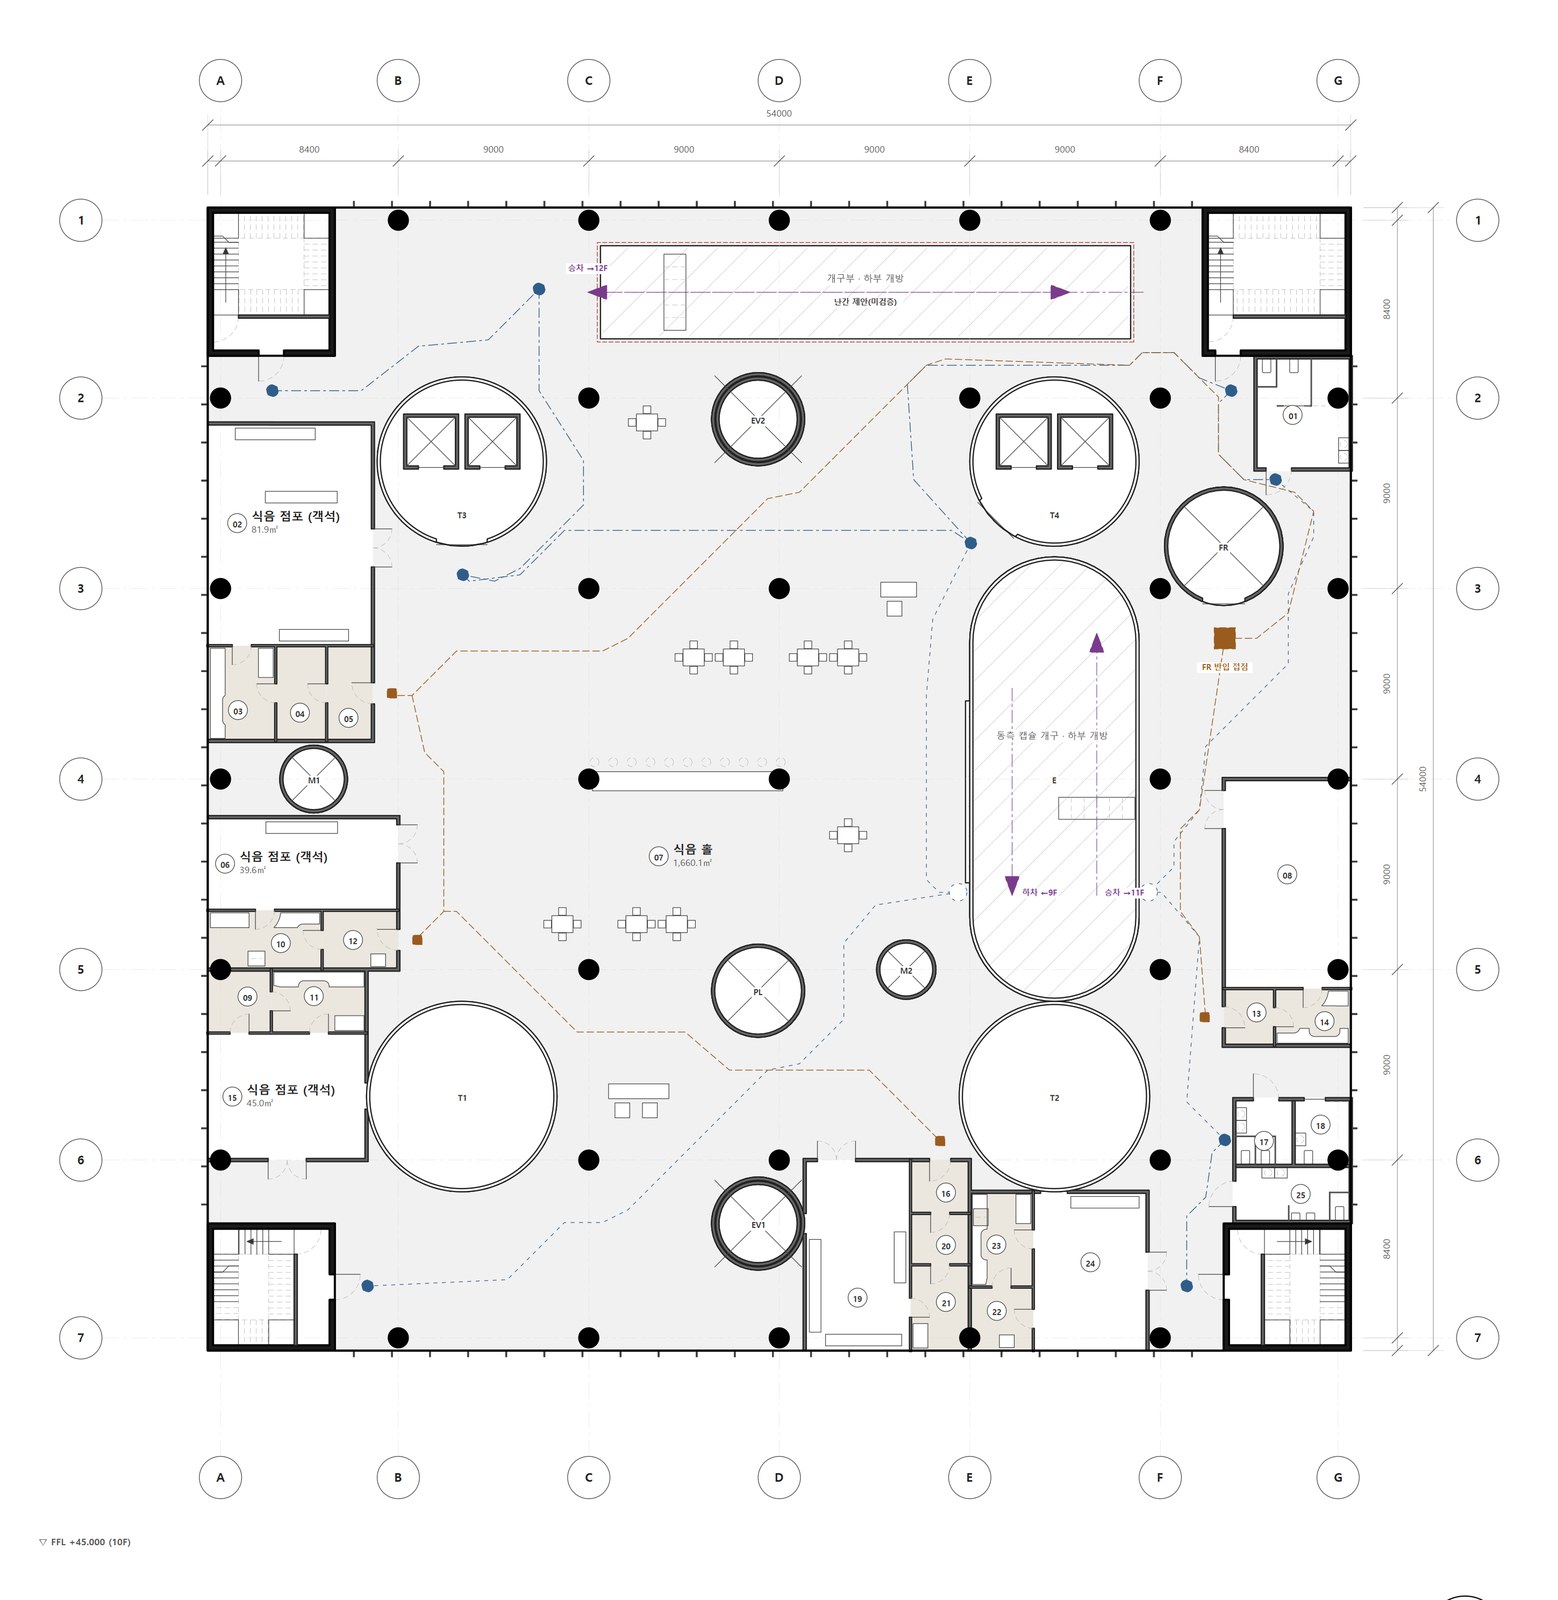 A B C D E F G
54000
8400 9000 9000 9000 9000 8400
1 1
승차 →12F
개구부 · 하부 개방
난간 제안(미검증)
8400
2 2
01
EV2
02 식음 점포 (객석)
81.9㎡
T3
T4
9000
FR
3 3
FR 반입 접점
9000
03 04 05
동측 캡슐 개구 · 하부 개방
4 4
M1
E
54000
07 식음 홀
1,660.1㎡
06 식음 점포 (객석)
39.6㎡
08
9000
하차 ←9F
승차 →11F
10 12
5 5
M2
PL
09 11
13 14
9000
15 식음 점포 (객석)
45.0㎡
T1
T2
18
17
6 6
16
25
EV1
20 23
24
8400
19 21 22
7 7
A B C D E F G
▽ FFL +45.000 (10F)